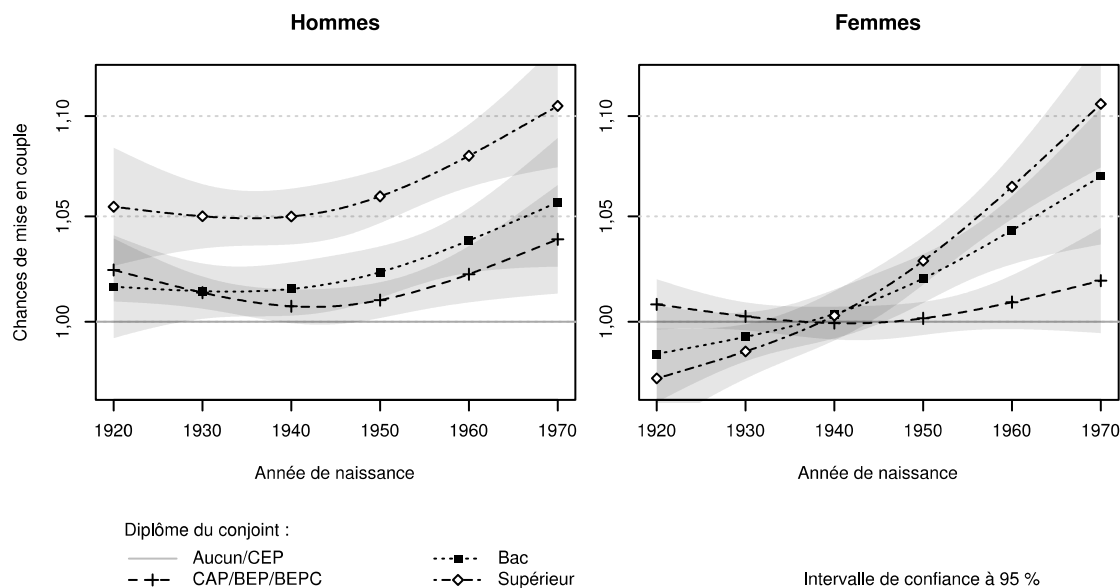 Hommes
Chances de mise en couple
1,10
1,05
1,00
1920 1930 1940 1950 1960 1970
Année de naissance
Femmes
1,10
1,05
1,00
1920 1930 1940 1950 1960 1970
Année de naissance
Diplôme du conjoint :
Aucun/CEP
CAP/BEP/BEPC
Bac
Supérieur
Intervalle de confiance à 95 %